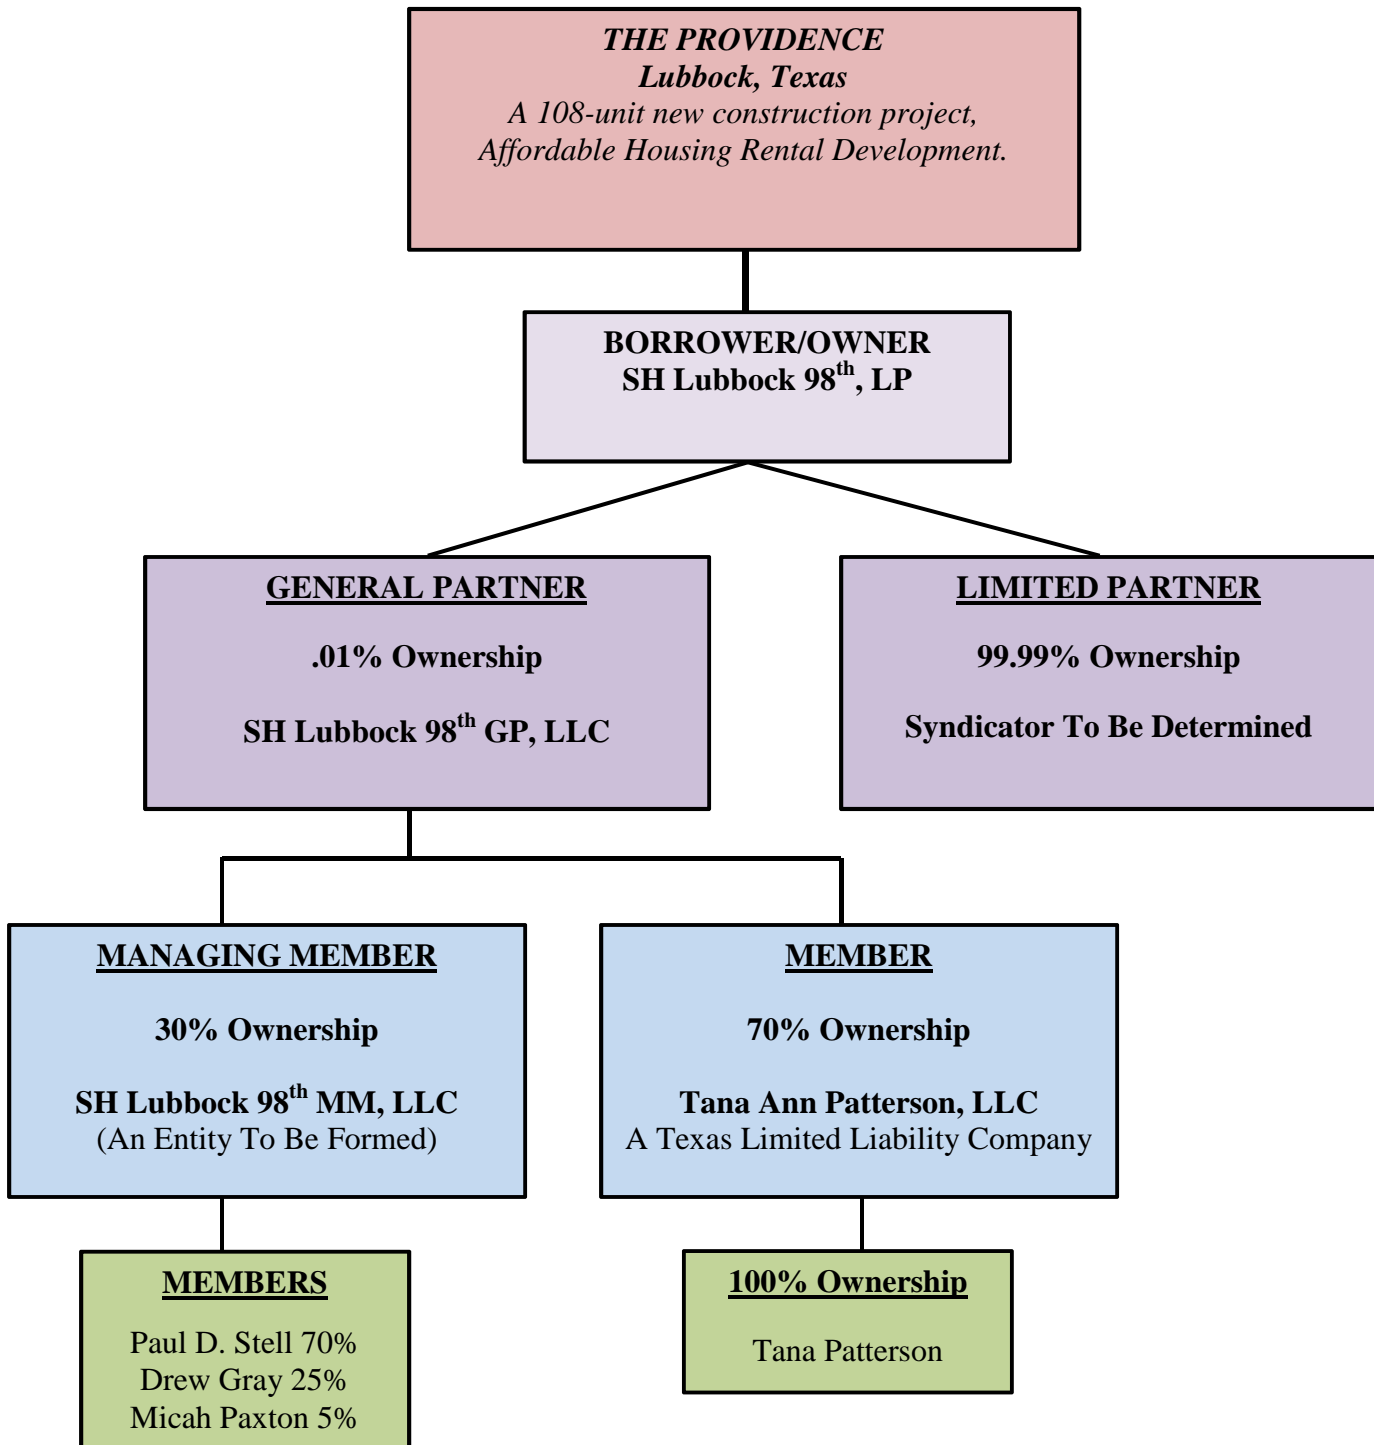 THE PROVIDENCE
Lubbock, Texas
A 108-unit new construction project,
Affordable Housing Rental Development.
BORROWER/OWNER
SH Lubbock 98th, LP
GENERAL PARTNER
.01% Ownership
SH Lubbock 98th GP, LLC
LIMITED PARTNER
99.99% Ownership
Syndicator To Be Determined
MANAGING MEMBER
30% Ownership
SH Lubbock 98th MM, LLC
(An Entity To Be Formed)
MEMBER
70% Ownership
Tana Ann Patterson, LLC
A Texas Limited Liability Company
MEMBERS
Paul D. Stell 70%
Drew Gray 25%
Micah Paxton 5%
100% Ownership
Tana Patterson